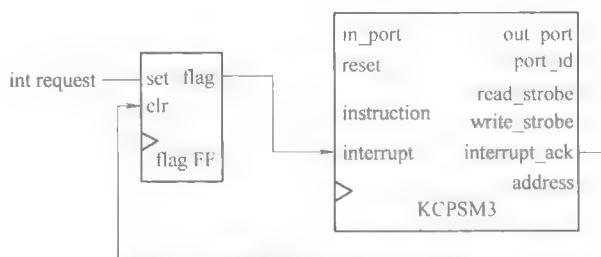 in_port out_port
reset port_id
int request set flag
clr
read_strobe
instruction write_strobe
interrupt interrupt_ack
flag FF
address
KCPSM3